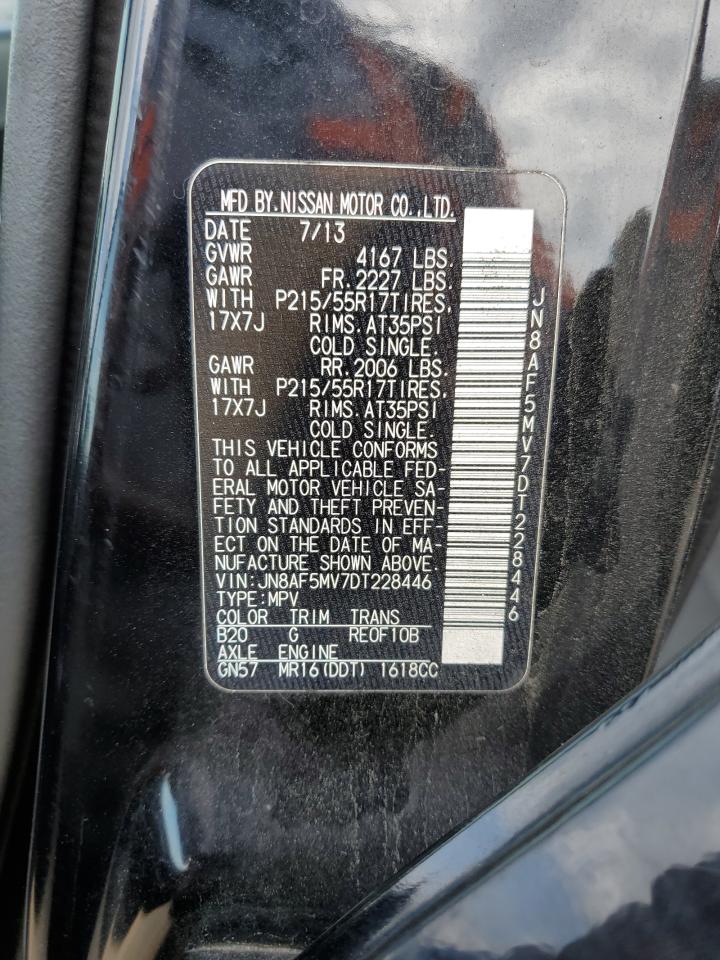 MFD BY.NISSAN MOTOR CO.,LTD.
DATE 7/13
GVWR 4167 LBS.
GAWR FR.2227 LBS.
WITH P215/55R17TIRES,
17X7J RIMS.AT35PSI
COLD SINGLE.
GAWR RR.2006 LBS.
WITH P215/55R17TIRES,
17X7J RIMS.AT35PSI
COLD SINGLE.
THIS VEHICLE CONFORMS
TO ALL APPLICABLE FED-
ERAL MOTOR VEHICLE SA-
FETY AND THEFT PREVEN-
TION STANDARDS IN EFF-
ECT ON THE DATE OF MA-
NUFACTURE SHOWN ABOVE.
VIN:JN8AF5MV7DT228446
TYPE:MPV
COLOR TRIM TRANS
B20 G RE0F10B
AXLE ENGINE
GN57 MR16(DDT) 1618CC
JN8AF5MV7DT228446